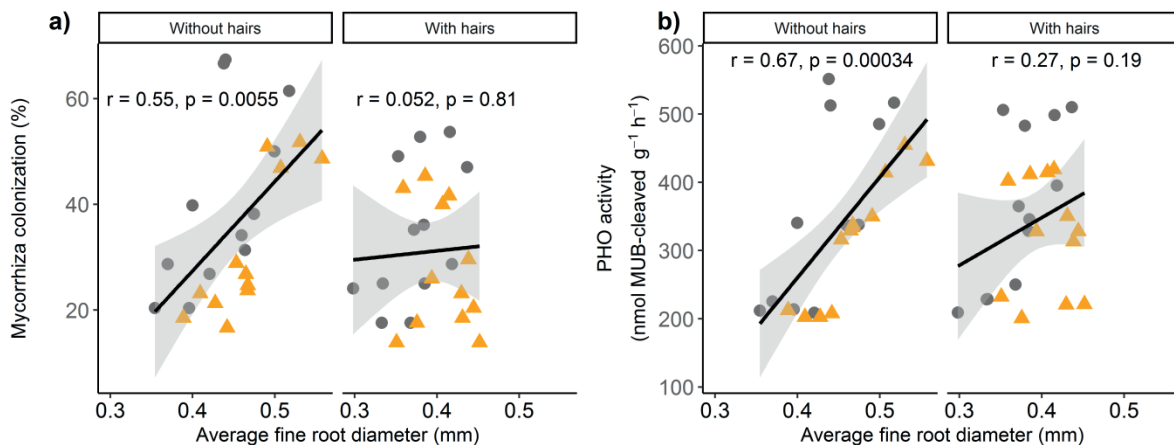 a)
Without hairs
With hairs
r = 0.55, p = 0.0055
r = 0.052, p = 0.81
Mycorrhiza colonization (%)
60
40
20
0.3 0.4 0.5
0.3 0.4 0.5
Average fine root diameter (mm)
b)
Without hairs
With hairs
r = 0.67, p = 0.00034
r = 0.27, p = 0.19
PHO activity
(nmol MUB-cleaved g⁻¹ h⁻¹)
600
500
400
300
200
100
0.3 0.4 0.5
0.3 0.4 0.5
Average fine root diameter (mm)